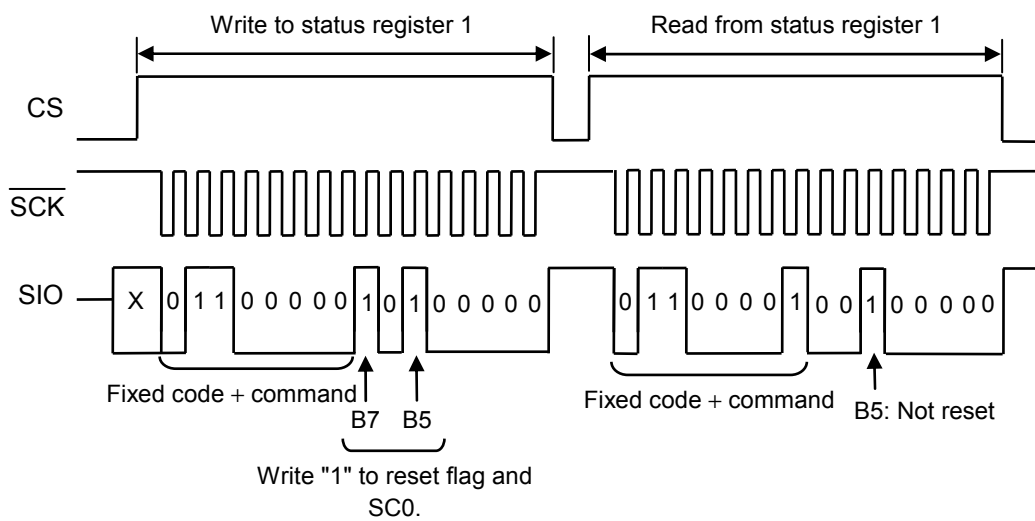 Write to status register 1
Read from status register 1
CS
SCK
SIO
X 0 1 1 0 0 0 0 0 1 0 1 0 0 0 0 0
0 1 1 0 0 0 0 1 0 0 1 0 0 0 0 0
Fixed code + command
B7
B5
Fixed code + command
B5: Not reset
Write "1" to reset flag and
SC0.